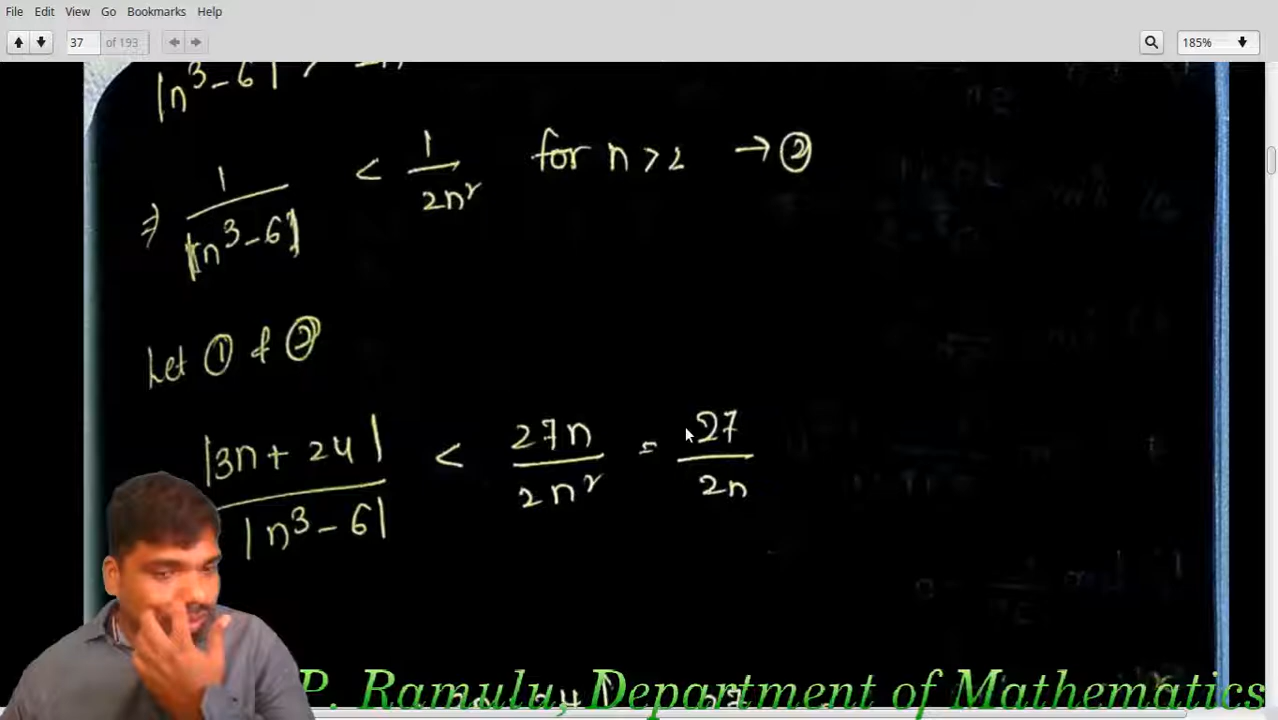 File Edit View Go Bookmarks Help
37 of 193 185%
|n³-6|
⇒ 1/|n³-6| < 1/2n² for n>2 → ②
Let ① & ②
|3n+24|/|n³-6| < 27n/2n² = 27/2n
P. Ramulu, Department of Mathematics